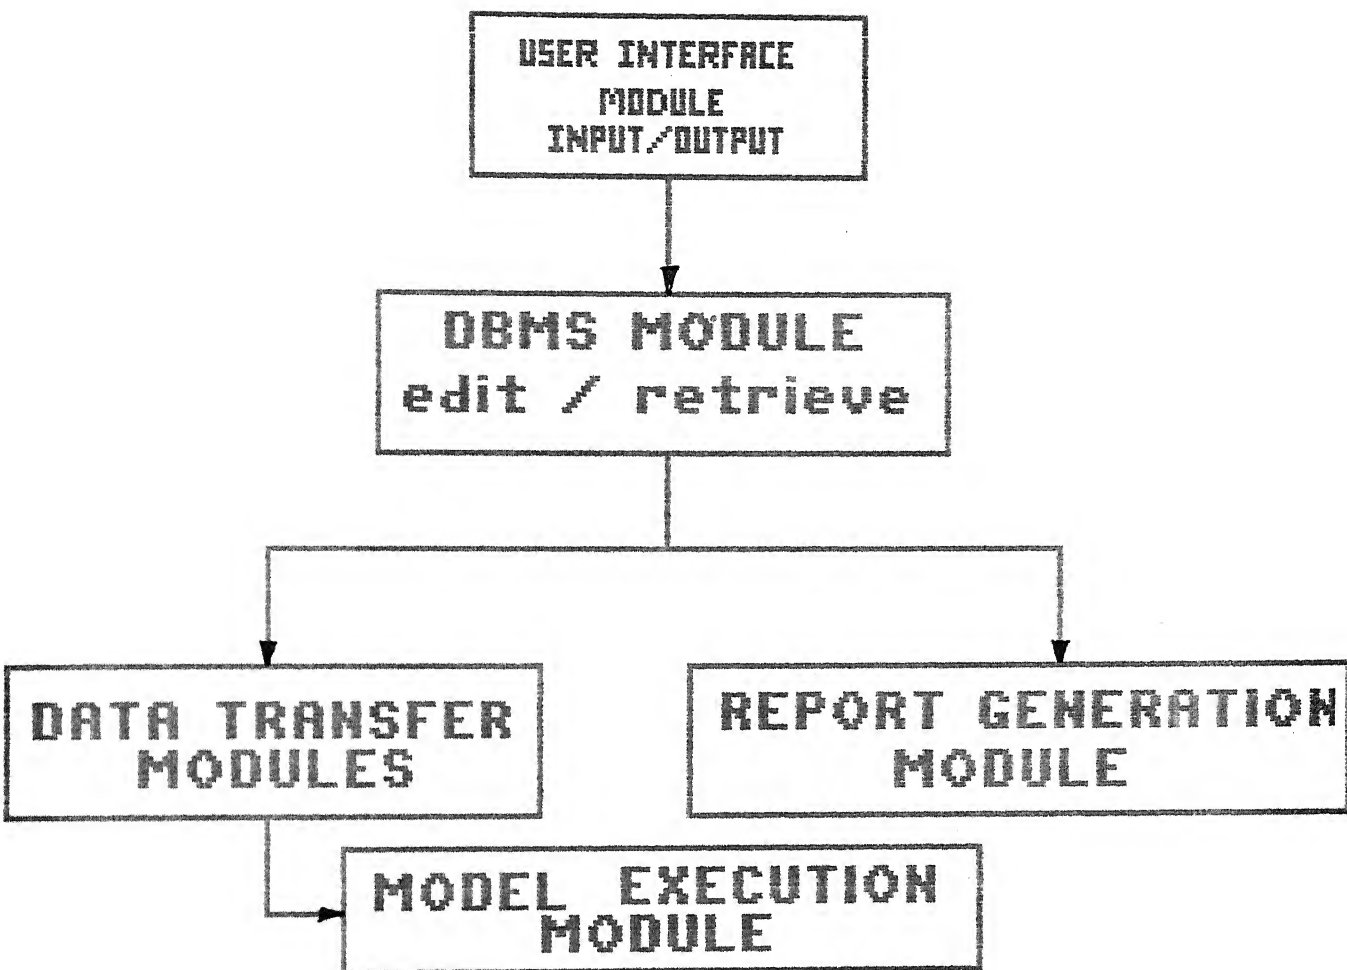 USER INTERFACE
MODULE
INPUT/OUTPUT
DBMS MODULE
edit / retrieve
DATA TRANSFER
MODULES
REPORT GENERATION
MODULE
MODEL EXECUTION
MODULE